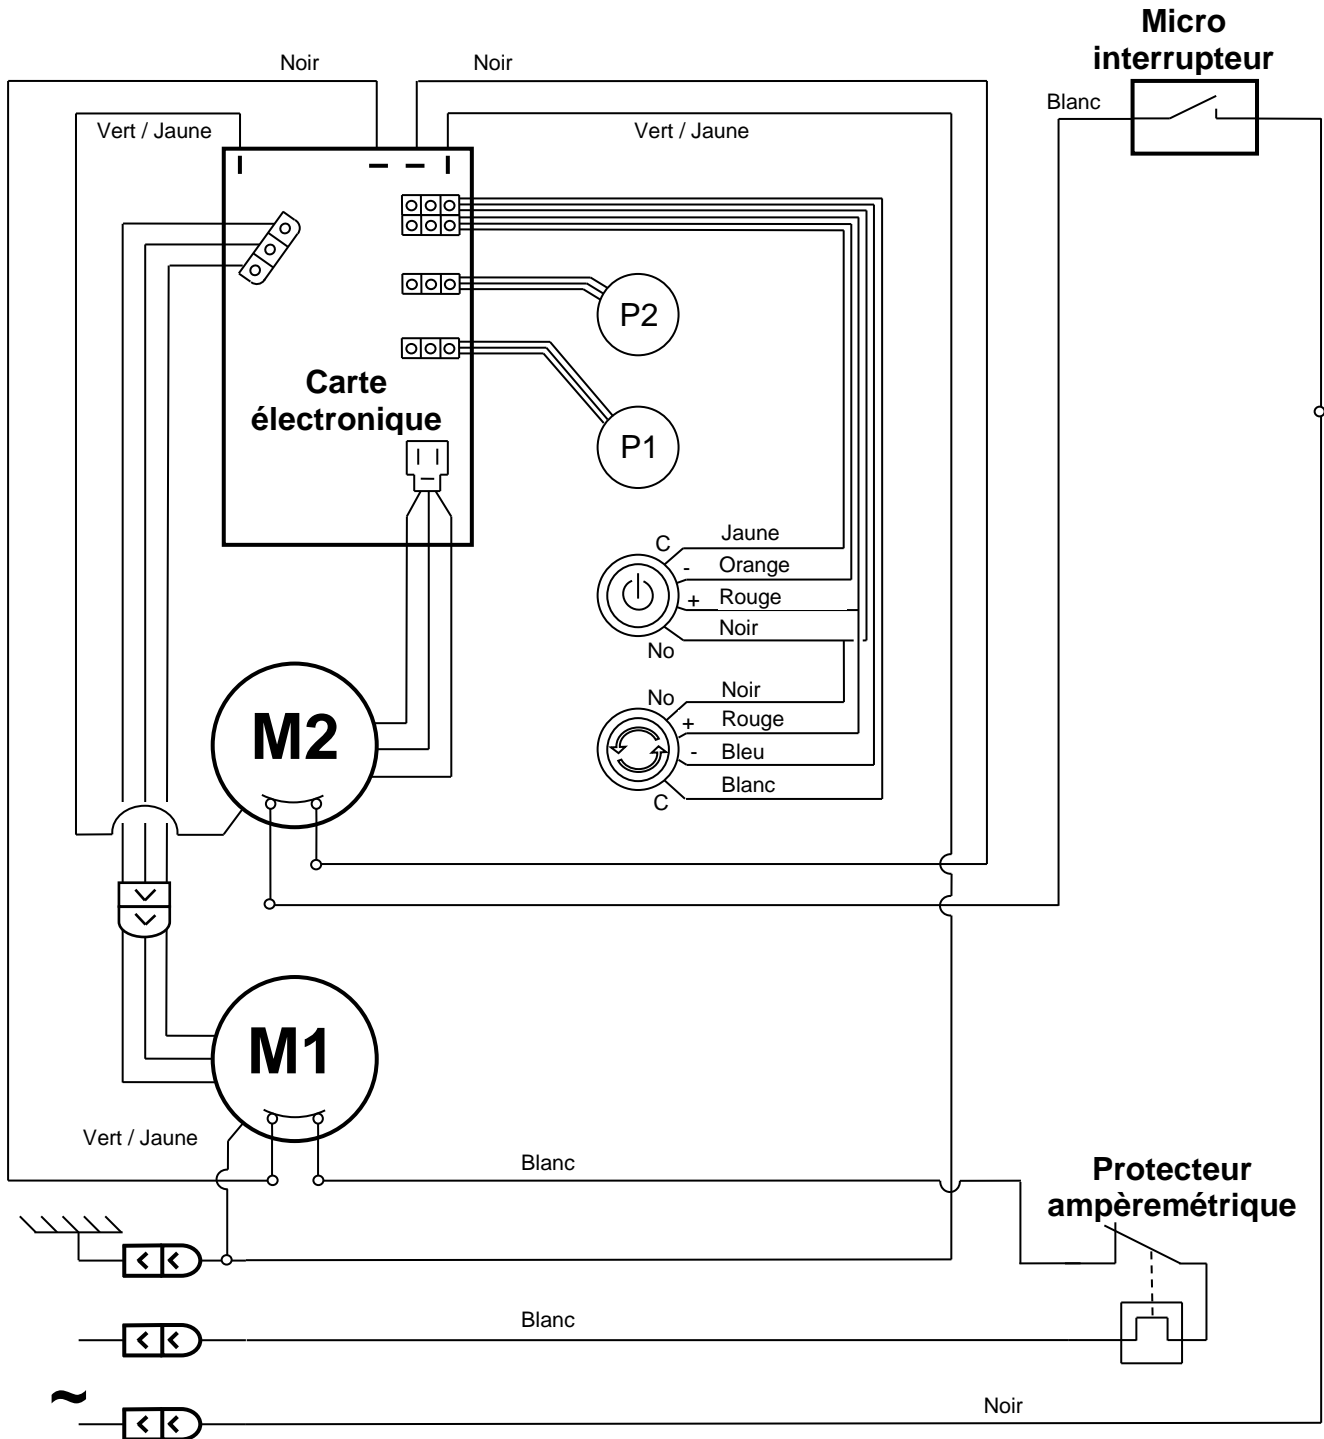 Micro
interrupteur
Noir
Noir
Blanc
Vert / Jaune
Vert / Jaune
P2
Carte
électronique
P1
C
Jaune
-
Orange
+
Rouge
Noir
No
No
Noir
+
Rouge
-
Bleu
C
Blanc
M2
M1
Vert / Jaune
Blanc
Protecteur
ampèremétrique
Blanc
~
Noir